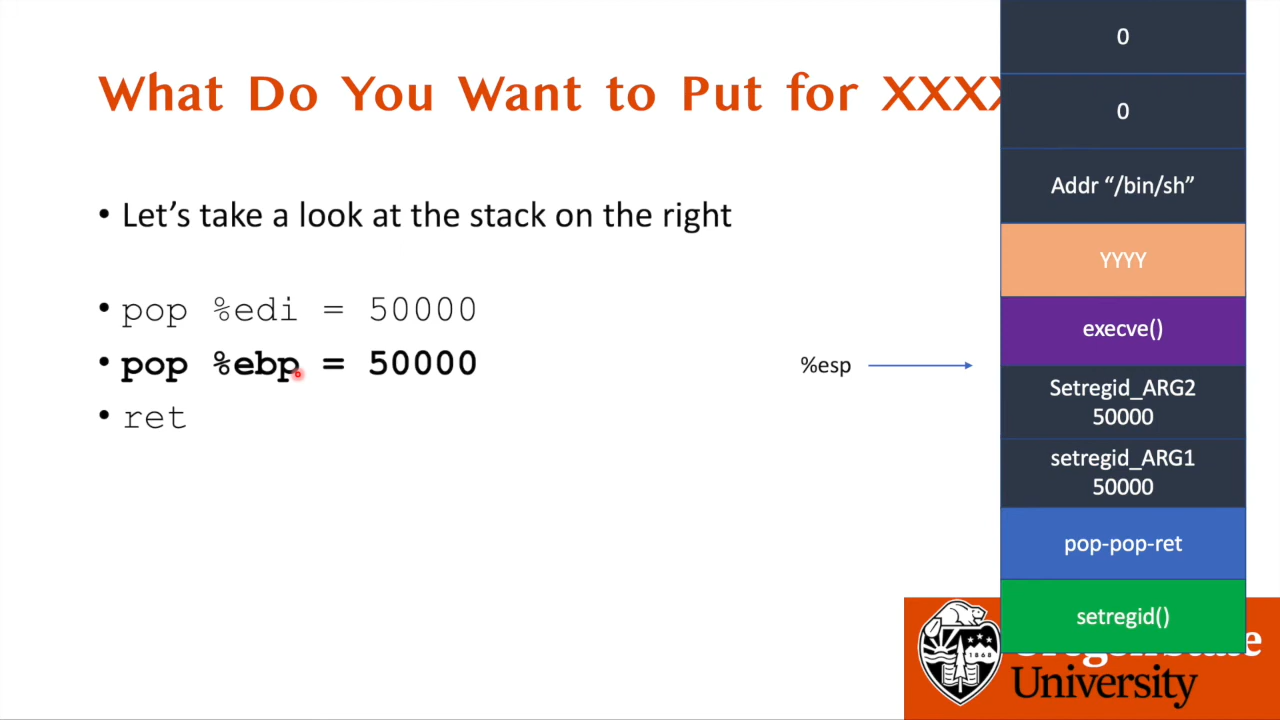 What Do You Want to Put for XXXX
• Let's take a look at the stack on the right
• pop %edi = 50000
• pop %ebp = 50000
• ret
%esp
0
0
Addr “/bin/sh”
YYYY
execve()
Setregid_ARG2
50000
setregid_ARG1
50000
pop-pop-ret
setregid()
1868
University